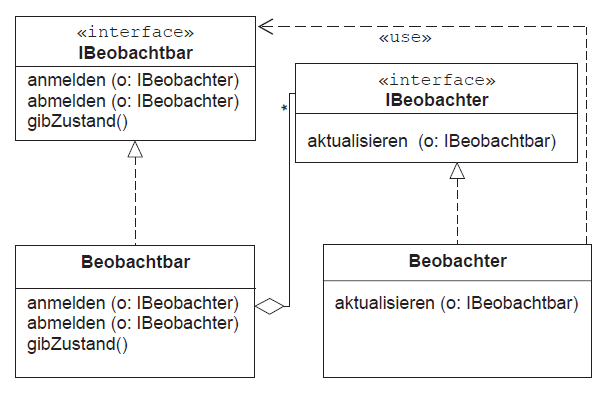 «interface»
IBeobachtbar
anmelden (o: IBeobachter)
abmelden (o: IBeobachter)
gibZustand()
«use»
«interface»
IBeobachter
aktualisieren (o: IBeobachtbar)
*
Beobachtbar
anmelden (o: IBeobachter)
abmelden (o: IBeobachter)
gibZustand()
Beobachter
aktualisieren (o: IBeobachtbar)